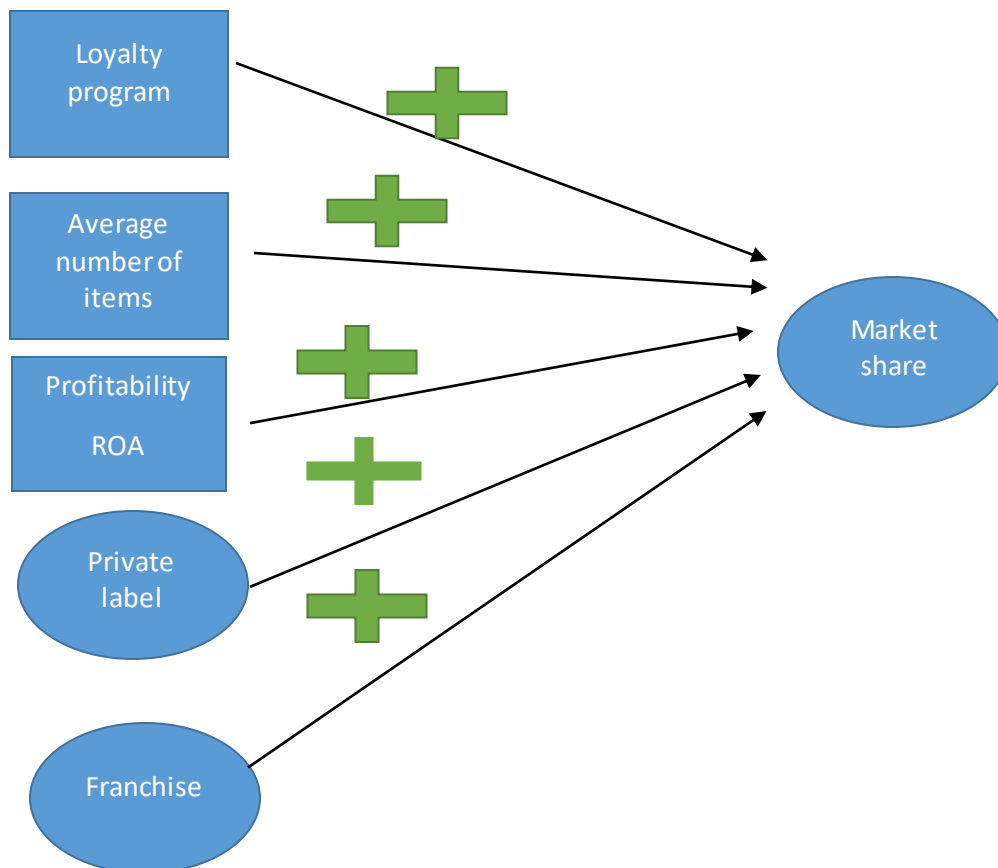 Loyalty
program
Average
number of
items
Profitability
ROA
Private
label
Franchise
Market
share